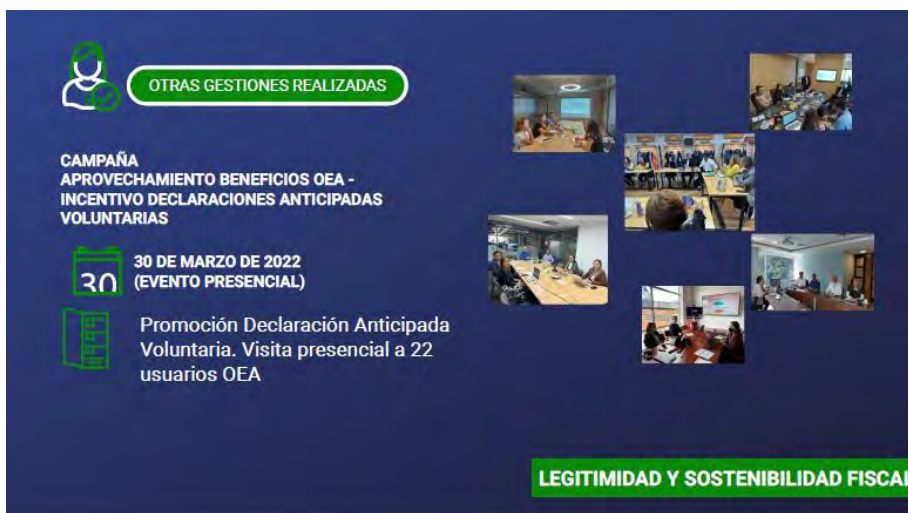 OTRAS GESTIONES REALIZADAS
CAMPAÑA
APROVECHAMIENTO BENEFICIOS OEA -
INCENTIVO DECLARACIONES ANTICIPADAS
VOLUNTARIAS
30
30 DE MARZO DE 2022
(EVENTO PRESENCIAL)
Promoción Declaración Anticipada
Voluntaria. Visita presencial a 22
usuarios OEA
LEGITIMIDAD Y SOSTENIBILIDAD FISCAL